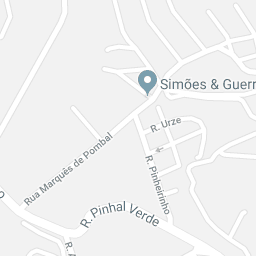 Simões & Guerr
R. Urze
Rua Marquês de Pombal
R. Pinheirinho
R. Pinhal Verde